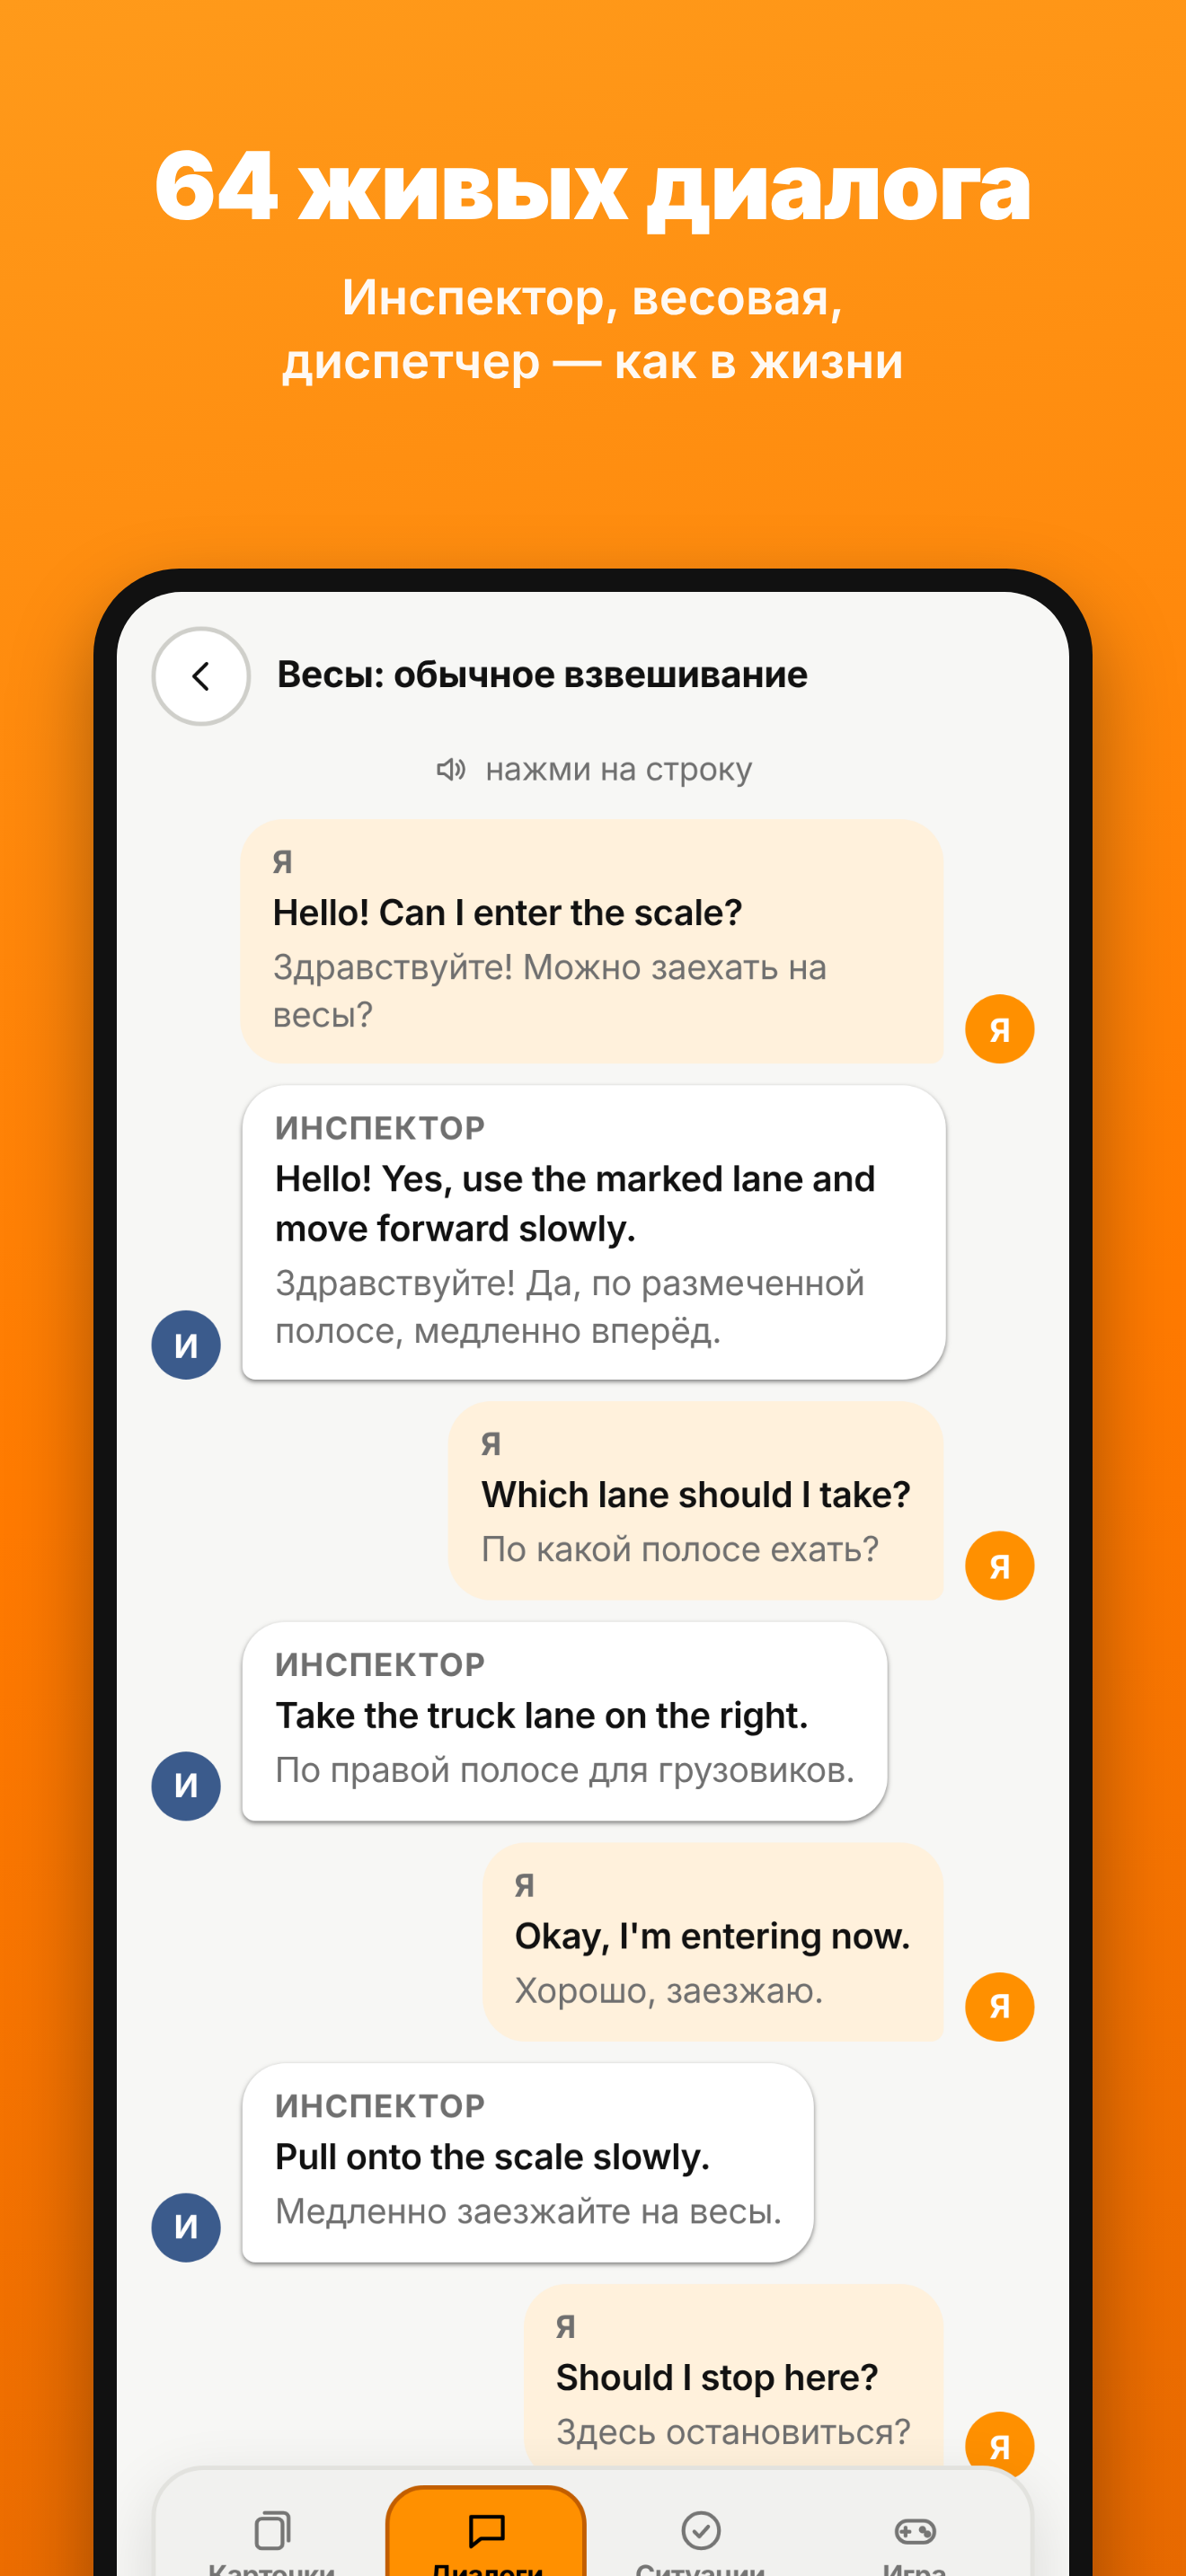 64 живых диалога
Инспектор, весовая,
диспетчер — как в жизни
Весы: обычное взвешивание
нажми на строку
Я
Hello! Can I enter the scale?
Здравствуйте! Можно заехать на
весы?
Я
ИНСПЕКТОР
Hello! Yes, use the marked lane and
move forward slowly.
Здравствуйте! Да, по размеченной
полосе, медленно вперёд.
И
Я
Which lane should I take?
По какой полосе ехать?
Я
ИНСПЕКТОР
Take the truck lane on the right.
По правой полосе для грузовиков.
И
Я
Okay, I'm entering now.
Хорошо, заезжаю.
Я
ИНСПЕКТОР
Pull onto the scale slowly.
Медленно заезжайте на весы.
И
Я
Should I stop here?
Здесь остановиться?
Я
Карточки Диалоги Ситуации Игра